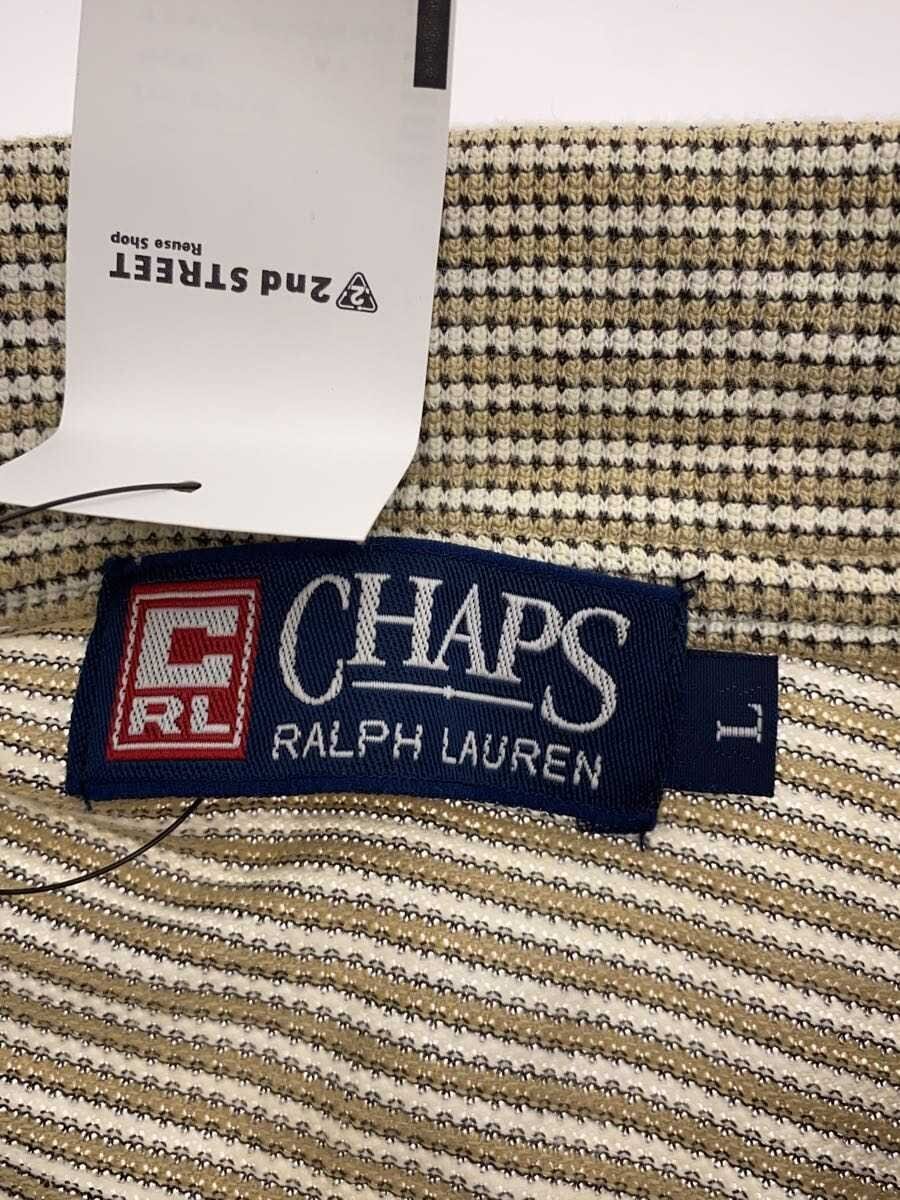 2nd STREET
Reuse Shop
C
RL
CHAPS
RALPH LAUREN
L